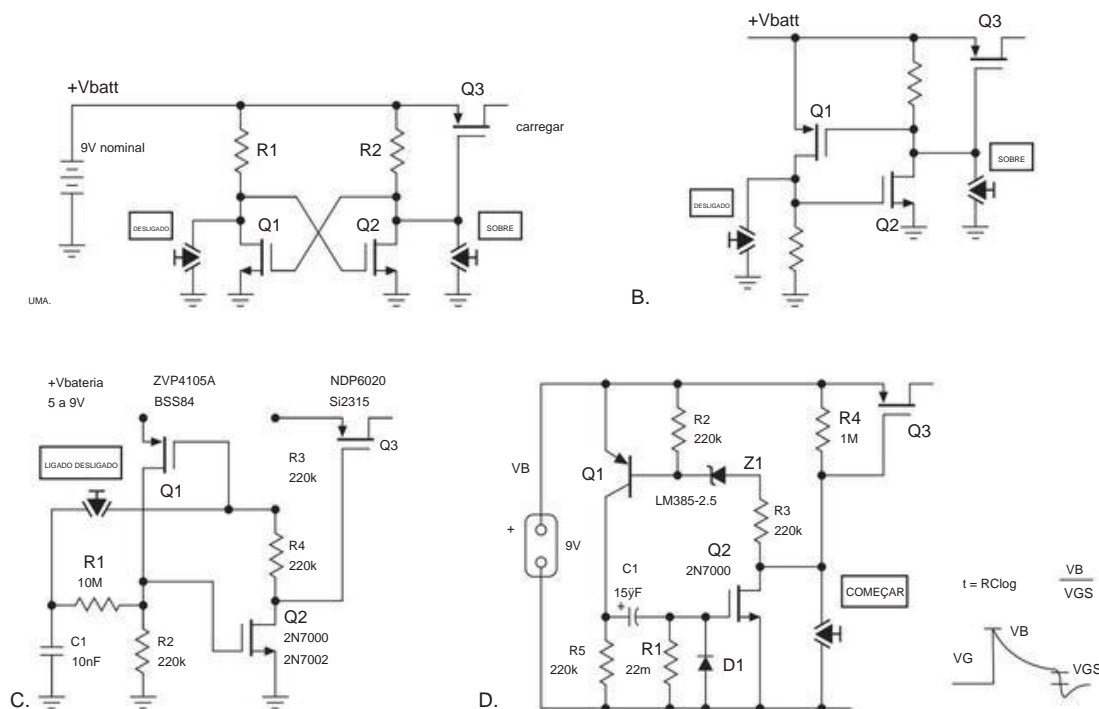 +Vbatt
Q3
carregar
9V nominal
R1
R2
DESLIGADO
Q1
Q2
SOBRE
UMA.
+Vbatt
Q3
Q1
SOBRE
DESLIGADO
Q2
B.
+Vbateria
5 a 9V
ZVP4105A
BSS84
NDP6020
Si2315
Q3
LIGADO DESLIGADO
Q1
R3
220k
R4
220k
R1
10M
C1
10nF
R2
220k
Q2
2N7000
2N7002
C.
VB
+
9V
Q1
R2
220k
Z1
LM385-2.5
R3
220k
R4
1M
Q3
C1
15ÿF
+
Q2
2N7000
COMEÇAR
R5
220k
R1
22m
D1
D.
t = RClog VB
VGS
VB
VG
VGS